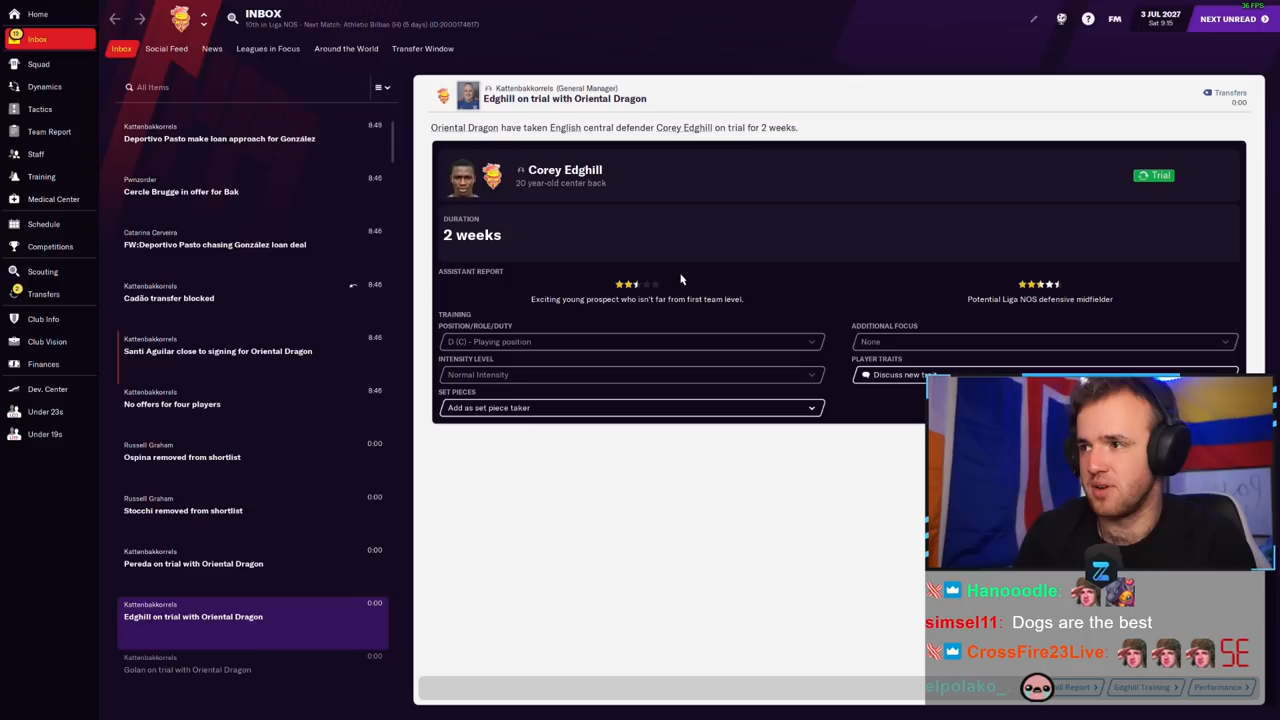 36 FPS
Home
INBOX
10th in Liga NOS - Next Match: Athletic Bilbao (H) (5 days) (ID:2000174617)
FM
3 JUL 2027
Sat 9:15
NEXT UNREAD
12
Inbox
Squad
Dynamics
Tactics
Team Report
Staff
Training
Medical Center
Schedule
Competitions
Scouting
2
Transfers
Club Info
Club Vision
Finances
Dev. Center
Under 23s
Under 19s
Inbox
Social Feed
News
Leagues in Focus
Around the World
Transfer Window
All Items
Kattenbakkorrels 8:49
Deportivo Pasto make loan approach for González
Pwnzorder 8:46
Cercle Brugge in offer for Bak
Catarina Cerveira 8:46
FW:Deportivo Pasto chasing González loan deal
Kattenbakkorrels 8:46
Cadão transfer blocked
Kattenbakkorrels 8:46
Santi Aguilar close to signing for Oriental Dragon
Kattenbakkorrels 8:46
No offers for four players
Russell Graham 0:00
Ospina removed from shortlist
Russell Graham 0:00
Stocchi removed from shortlist
Kattenbakkorrels 0:00
Pereda on trial with Oriental Dragon
Kattenbakkorrels 0:00
Edghill on trial with Oriental Dragon
Kattenbakkorrels 0:00
Golan on trial with Oriental Dragon
Kattenbakkorrels (General Manager)
Edghill on trial with Oriental Dragon
Transfers
0:00
Oriental Dragon have taken English central defender Corey Edghill on trial for 2 weeks.
Corey Edghill
20 year-old center back
Trial
DURATION
2 weeks
ASSISTANT REPORT
Exciting young prospect who isn't far from first team level.
Potential Liga NOS defensive midfielder
TRAINING
POSITION/ROLE/DUTY
D (C) - Playing position
ADDITIONAL FOCUS
None
INTENSITY LEVEL
Normal Intensity
PLAYER TRAITS
Discuss new trait
SET PIECES
Add as set piece taker
Hanooodle:
simsel11: Dogs are the best
CrossFire23Live: SE
elpolako_:
Report
Edghill Training
Performance